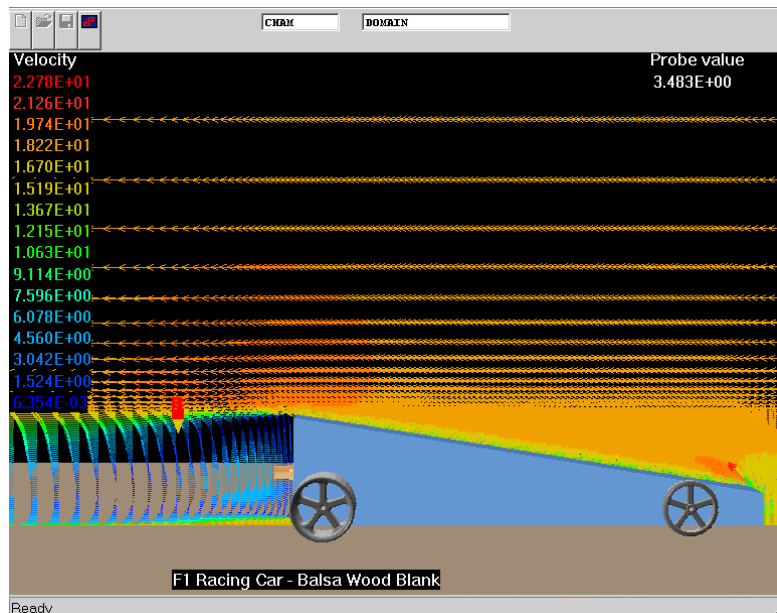 CHAM DOMAIN
Velocity
Probe value
2.278E+01
3.483E+00
2.126E+01
1.974E+01
1.822E+01
1.670E+01
1.519E+01
1.367E+01
1.215E+01
1.063E+01
9.114E+00
7.596E+00
6.078E+00
4.560E+00
3.042E+00
1.524E+00
6.354E-03
F1 Racing Car - Balsa Wood Blank
Ready